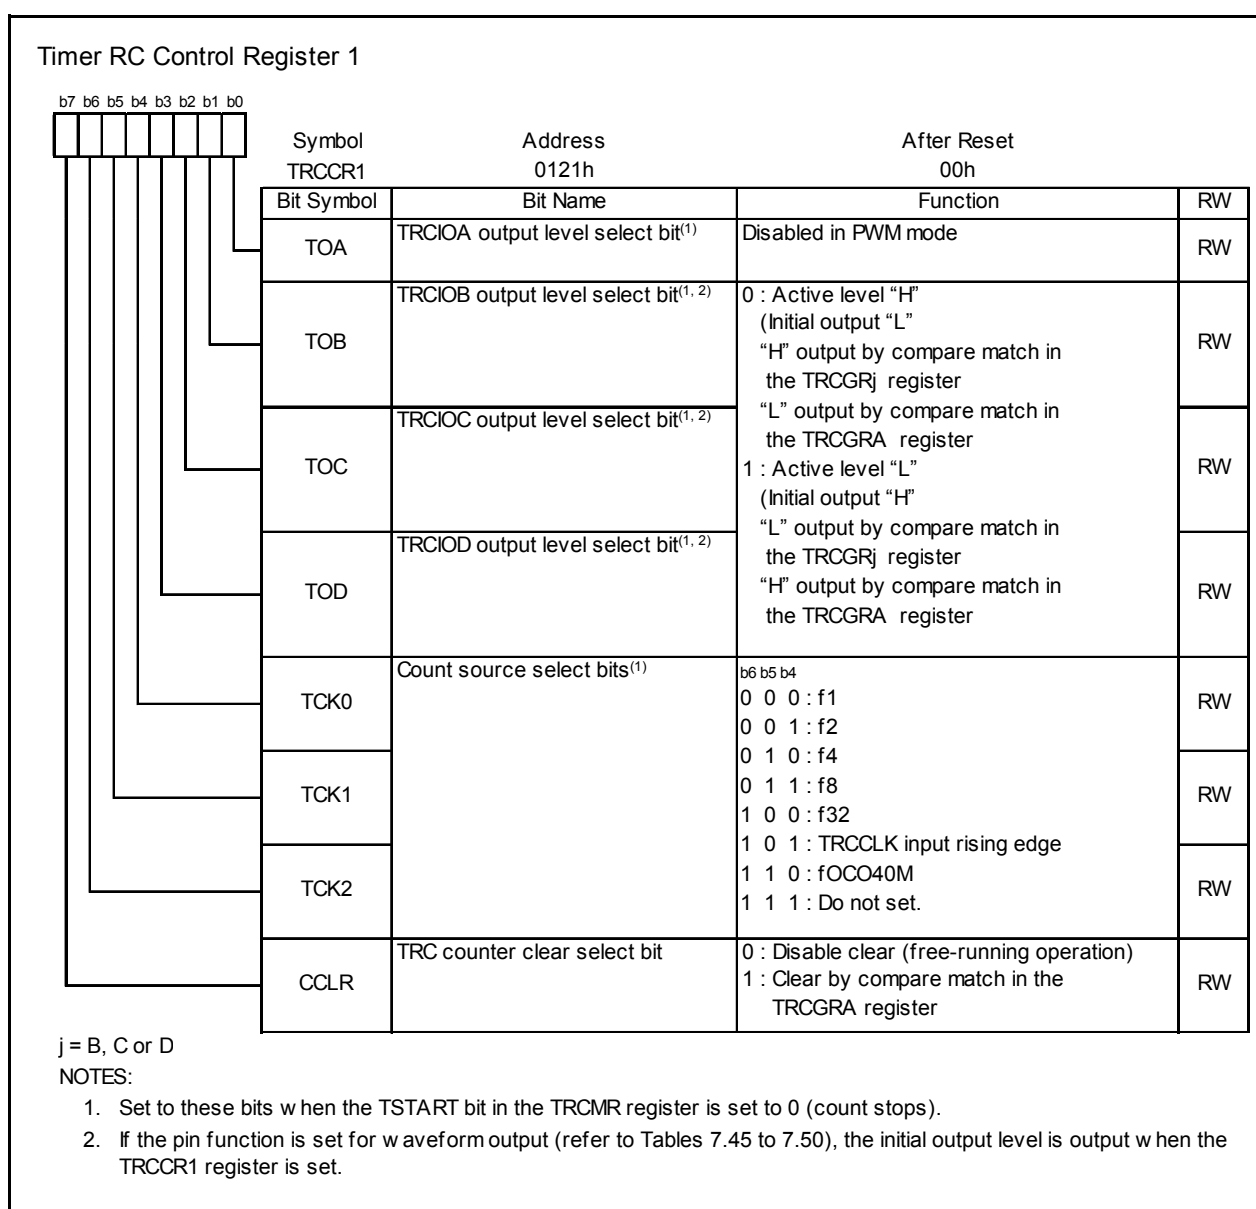 Timer RC Control Register 1
b7 b6 b5 b4 b3 b2 b1 b0
Symbol Address After Reset
TRCCR1 0121h 00h
Bit Symbol Bit Name Function RW
TOA TRCIOA output level select bit(1) Disabled in PWM mode RW
TOB TRCIOB output level select bit(1, 2) RW
TOC TRCIOC output level select bit(1, 2) RW
TOD TRCIOD output level select bit(1, 2) RW
0 : Active level “H”
(Initial output “L”
“H” output by compare match in
the TRCGRj register
“L” output by compare match in
the TRCGRA register
1 : Active level “L”
(Initial output “H”
“L” output by compare match in
the TRCGRj register
“H” output by compare match in
the TRCGRA register
TCK0 Count source select bits(1) RW
TCK1 RW
TCK2 RW
b6 b5 b4
0 0 0 : f1
0 0 1 : f2
0 1 0 : f4
0 1 1 : f8
1 0 0 : f32
1 0 1 : TRCCLK input rising edge
1 1 0 : fOCO40M
1 1 1 : Do not set.
CCLR TRC counter clear select bit 0 : Disable clear (free-running operation) RW
1 : Clear by compare match in the
TRCGRA register
j = B, C or D
NOTES:
1. Set to these bits when the TSTART bit in the TRCMR register is set to 0 (count stops).
2. If the pin function is set for waveform output (refer to Tables 7.45 to 7.50), the initial output level is output when the
TRCCR1 register is set.